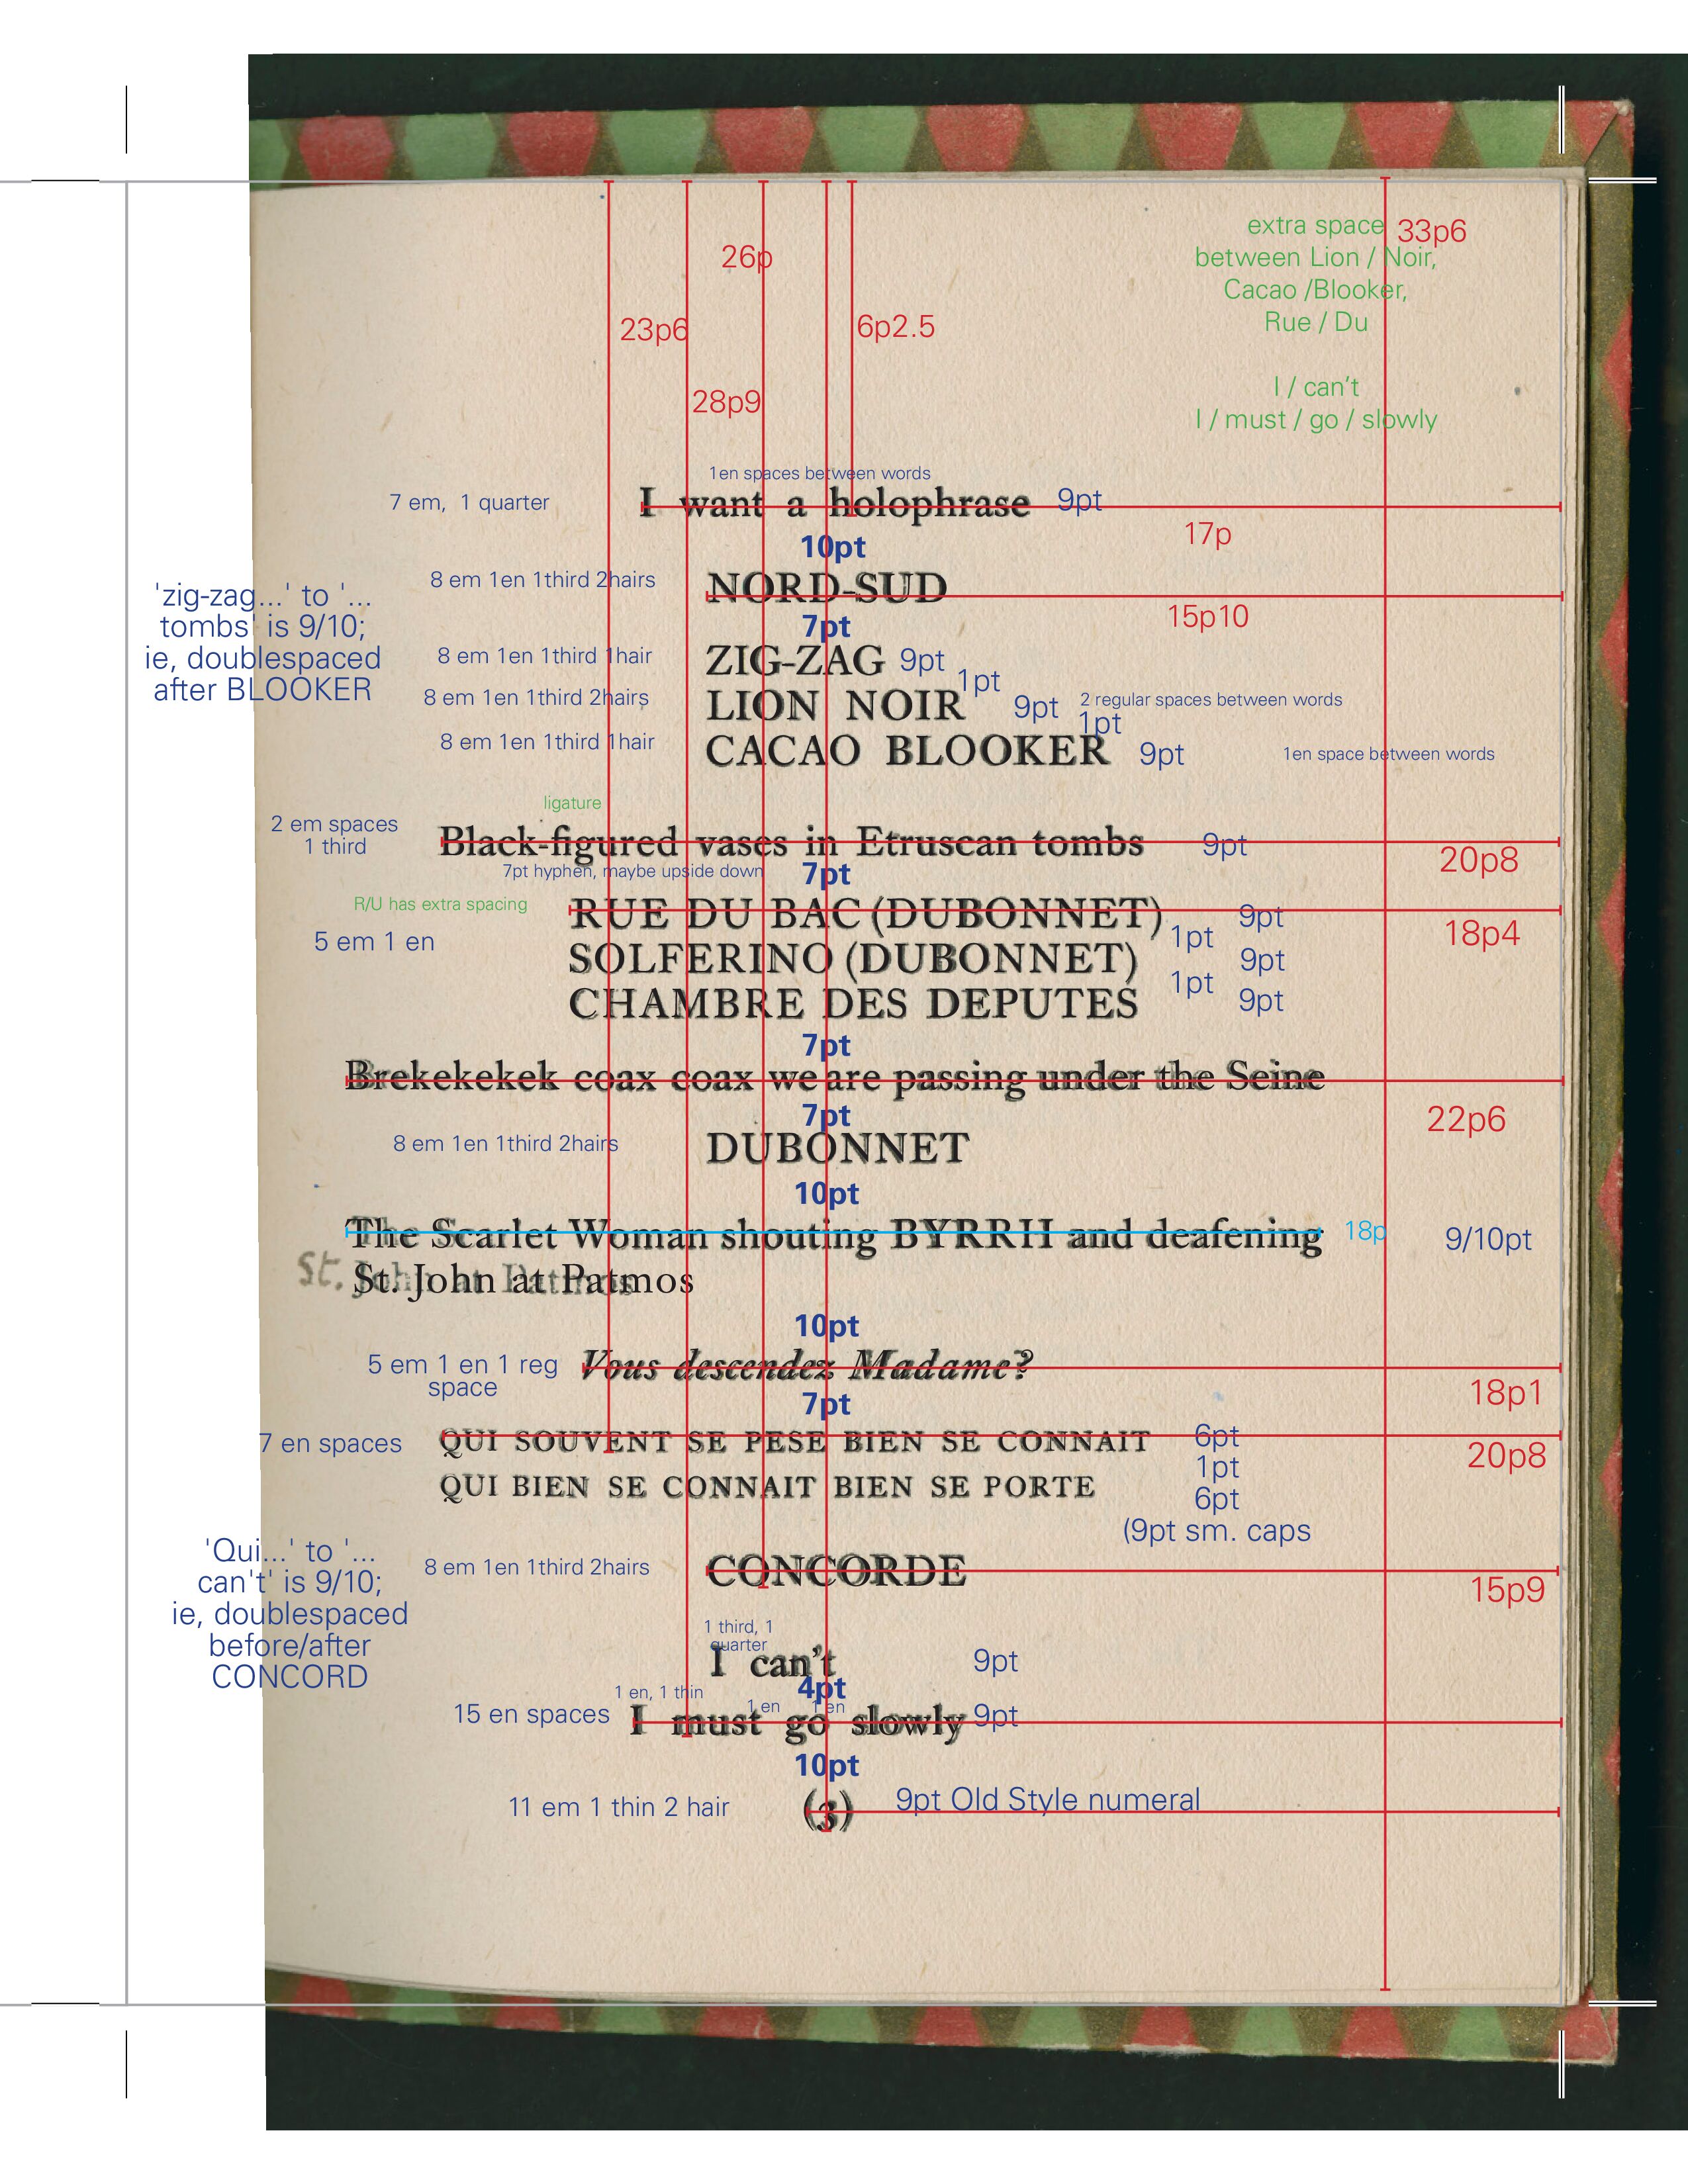 extra space 33p6
between Lion / Noir,
26p
Cacao /Blooker,
23p6 6p2.5 Rue / Du
28p9 I / can't
I / must / go / slowly
1en spaces between words
7 em, 1 quarter I want a holophrase 9pt
17p
10pt
8 em 1en 1third 2hairs NORD-SUD
15p10
'zig-zag...' to '...
tombs' is 9/10;
ie, doublespaced
after BLOOKER
7pt
8 em 1en 1third 1hair ZIG-ZAG 9pt
1pt
8 em 1en 1third 2hairs LION NOIR 9pt 2 regular spaces between words
1pt
8 em 1en 1third 1hair CACAO BLOOKER 9pt 1en space between words
ligature
2 em spaces
1 third
Black-figured vases in Etruscan tombs 9pt
20p8
7pt hyphen, maybe upside down 7pt
R/U has extra spacing RUE DU BAC (DUBONNET) 9pt
18p4
5 em 1 en 1pt
SOLFERINO (DUBONNET) 9pt
1pt
CHAMBRE DES DEPUTES 9pt
7pt
Brekekekek coax coax we are passing under the Seine
22p6
7pt
8 em 1en 1third 2hairs DUBONNET
10pt
The Scarlet Woman shouting BYRRH and deafening 18p 9/10pt
St. St. John at Patmos
10pt
5 em 1 en 1 reg
space
Vous descendez Madame?
18p1
7pt
7 en spaces QUI SOUVENT SE PESE BIEN SE CONNAIT 6pt
20p8
1pt
QUI BIEN SE CONNAIT BIEN SE PORTE 6pt
(9pt sm. caps
'Qui...' to '...
can't' is 9/10;
ie, doublespaced
before/after
CONCORD
8 em 1en 1third 2hairs CONCORDE
15p9
1 third, 1
quarter
I can't 9pt
4pt
1 en, 1 thin 1 en 1 en
15 en spaces I must go slowly 9pt
10pt
11 em 1 thin 2 hair (3) 9pt Old Style numeral